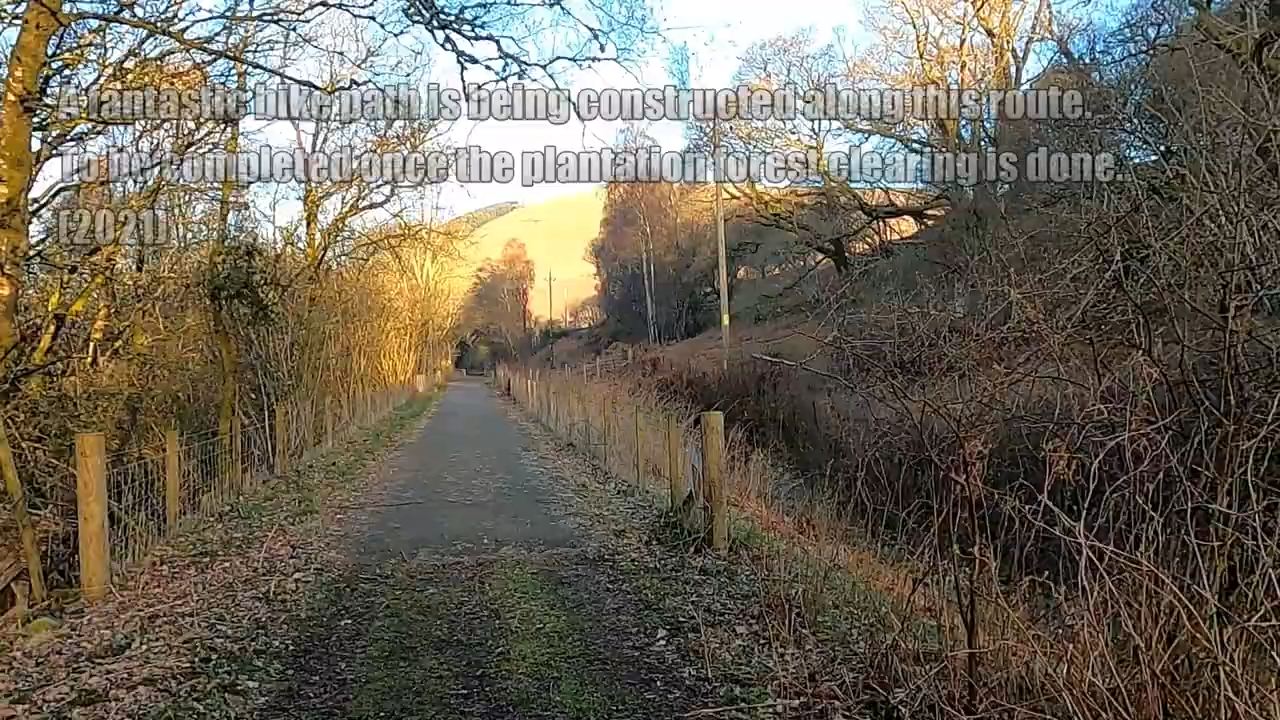 A fantastic bike path is being constructed along this route.
To be completed once the plantation forest clearing is done.
(2021)